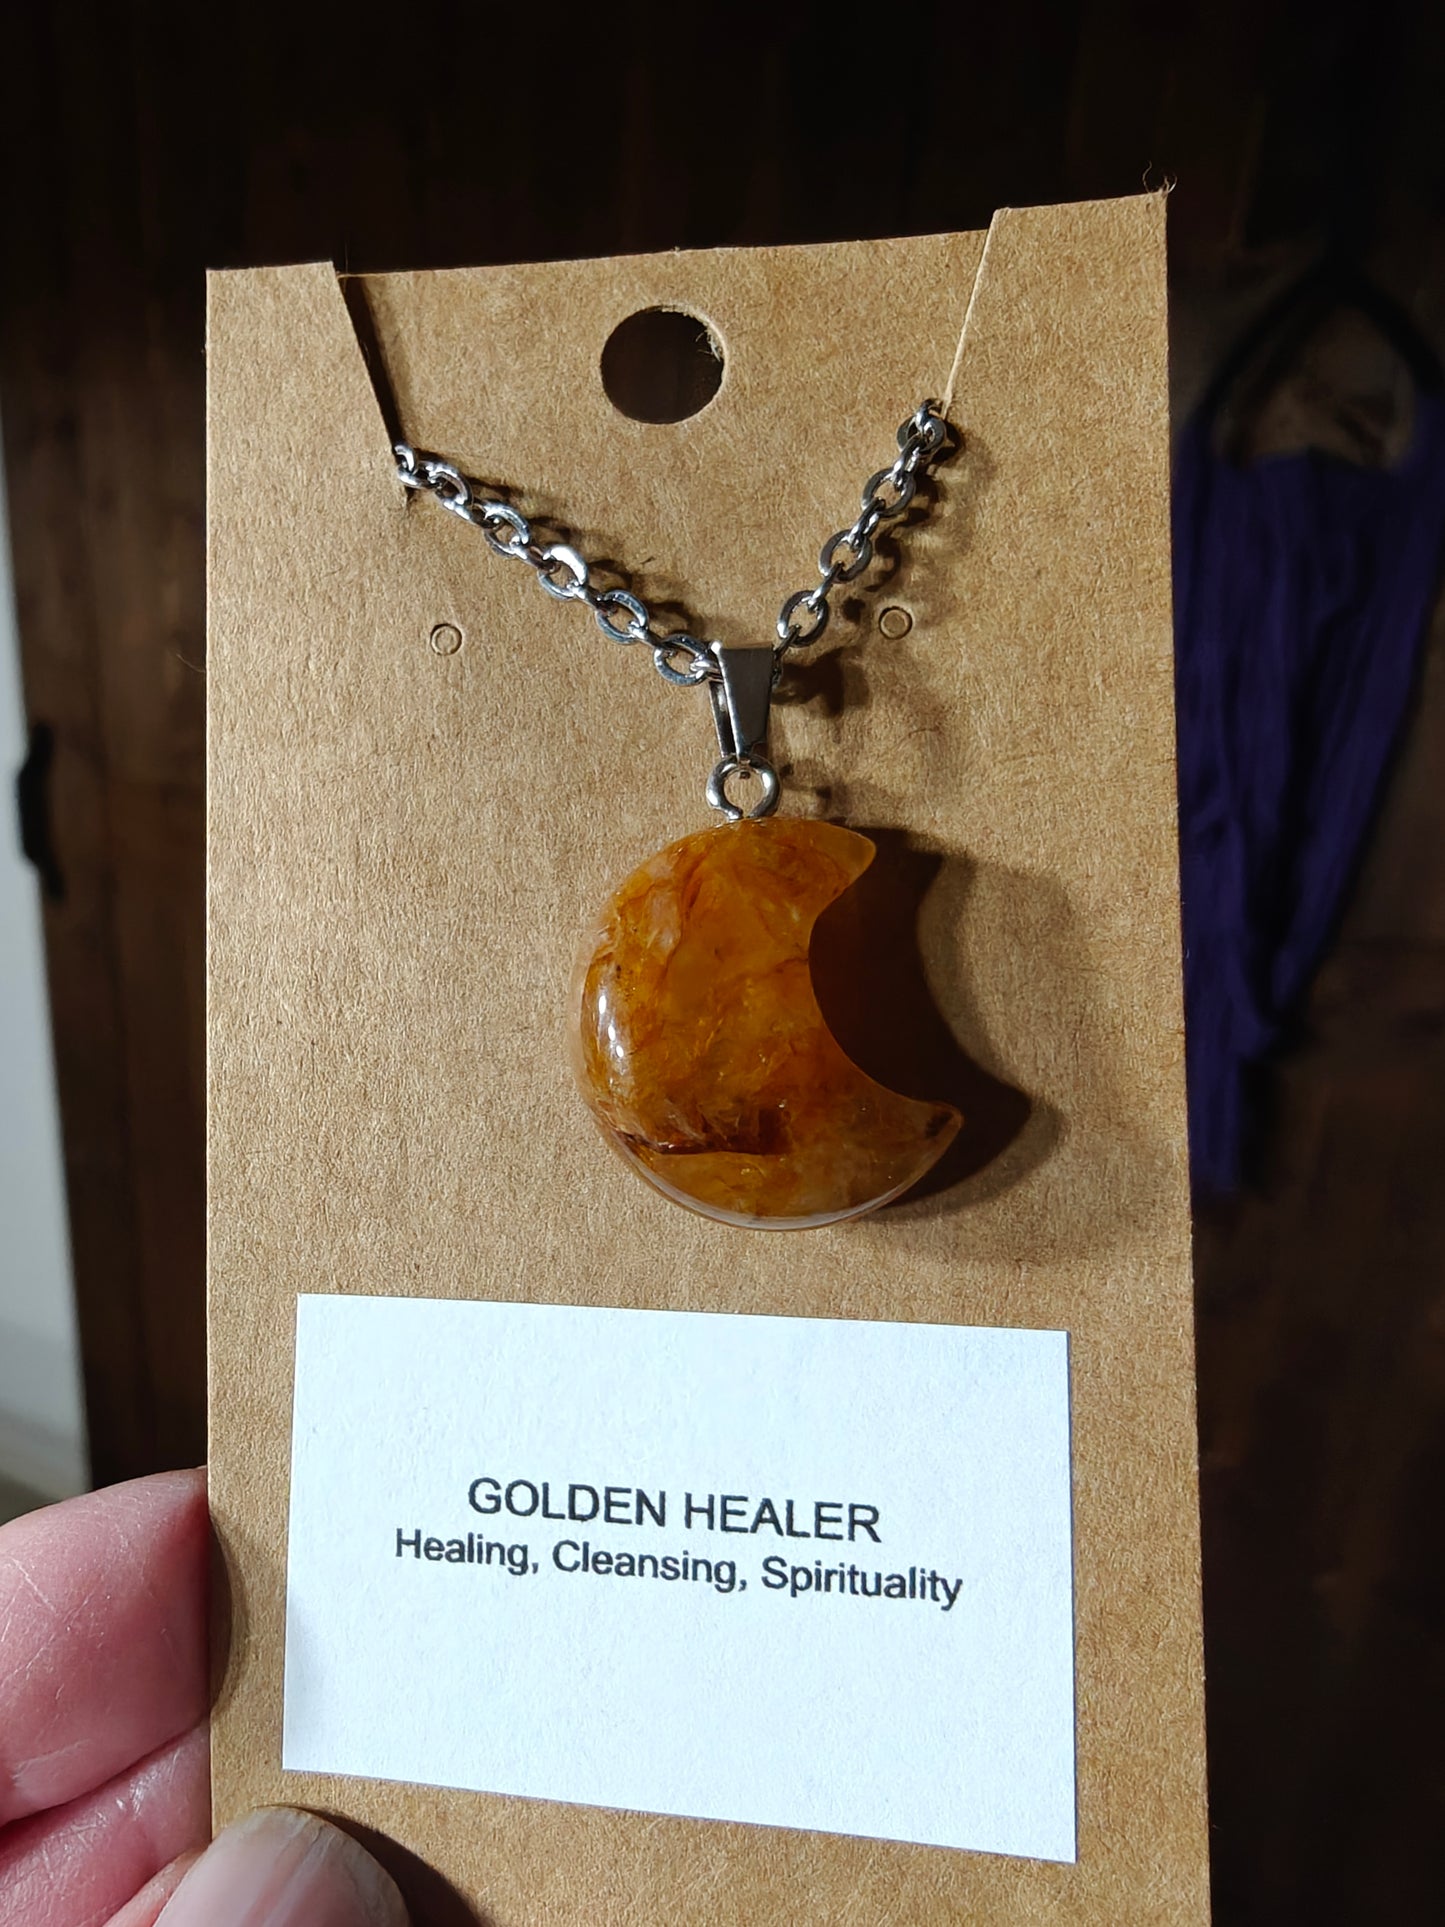 GOLDEN HEALER
Healing, Cleansing, Spirituality